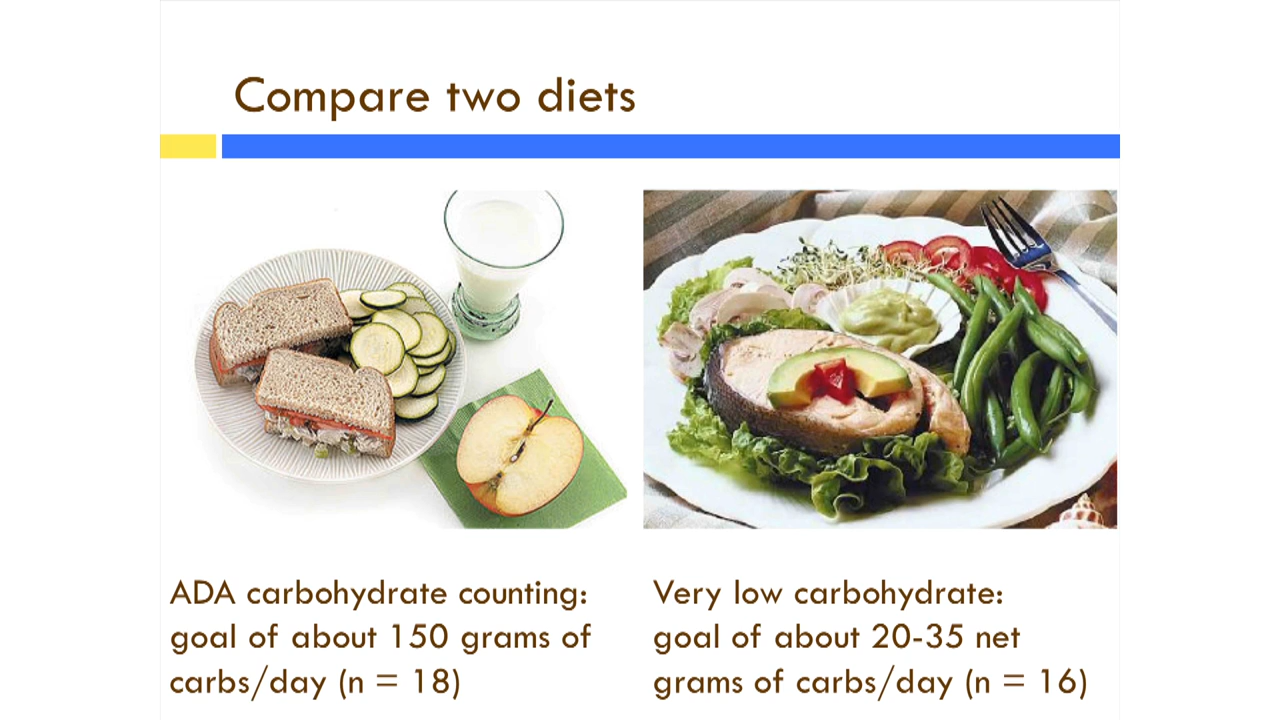 Compare two diets
ADA carbohydrate counting:
goal of about 150 grams of
carbs/day (n = 18)
Very low carbohydrate:
goal of about 20-35 net
grams of carbs/day (n = 16)